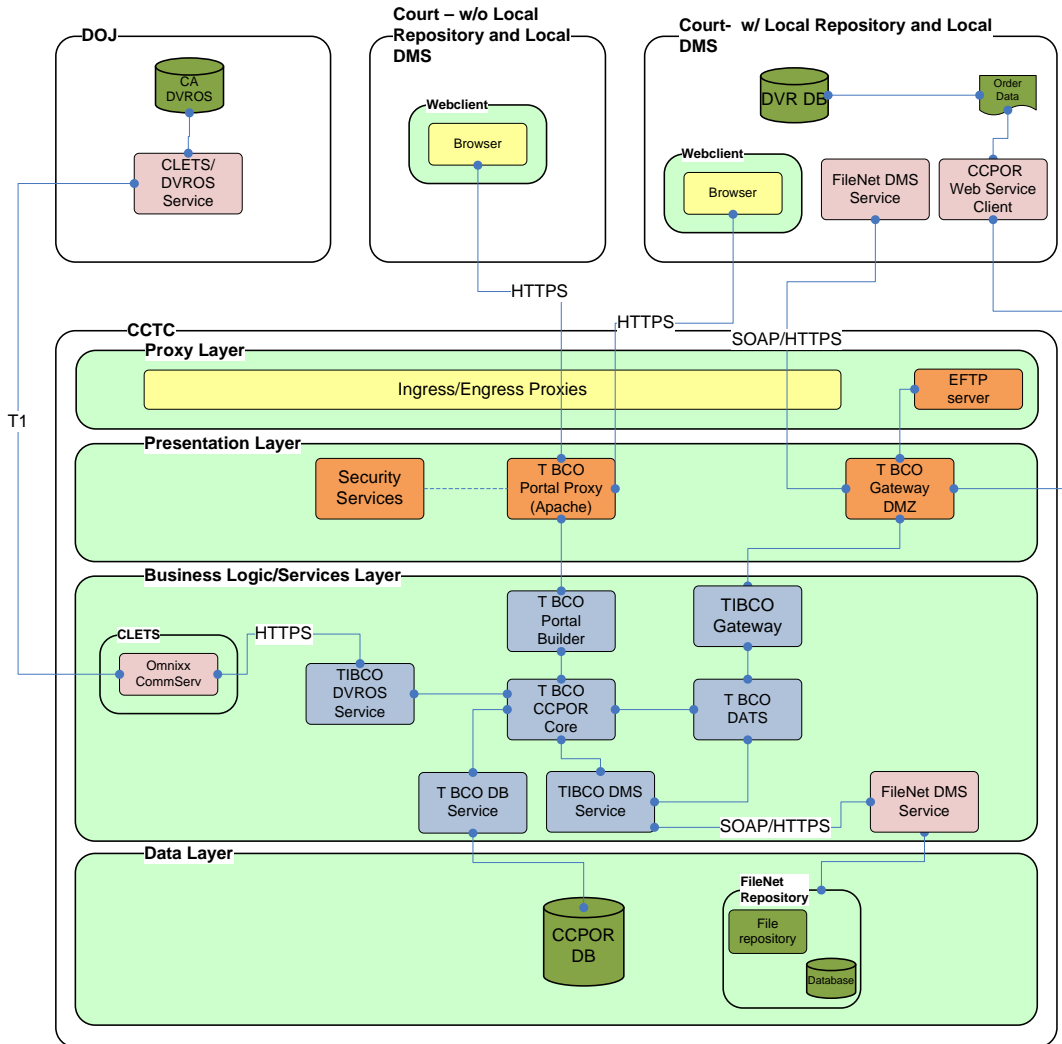 DOJ
CA
DVROS
CLETS/
DVROS
Service
Court – w/o Local
Repository and Local
DMS
Webclient
Browser
Court-  w/ Local Repository and Local
DMS
DVR DB
Order
Data
Webclient
Browser
FileNet DMS
Service
CCPOR
Web Service
Client
HTTPS
HTTPS
SOAP/HTTPS
T1
CCTC
Proxy Layer
Ingress/Engress Proxies
EFTP
server
Presentation Layer
Security
Services
T BCO
Portal Proxy
(Apache)
T BCO
Gateway
DMZ
Business Logic/Services Layer
CLETS
Omnixx
CommServ
HTTPS
TIBCO
DVROS
Service
T BCO
Portal
Builder
TIBCO
Gateway
T BCO
CCPOR
Core
T BCO
DATS
T BCO DB
Service
TIBCO DMS
Service
SOAP/HTTPS
FileNet DMS
Service
Data Layer
CCPOR
DB
FileNet
Repository
File
repository
Database